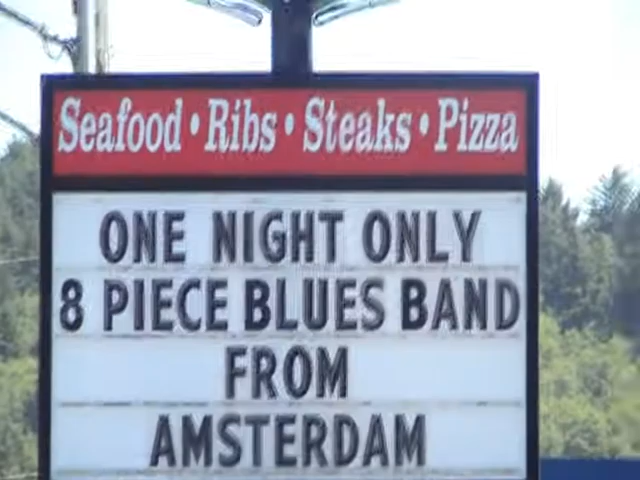 Seafood • Ribs • Steaks • Pizza
ONE NIGHT ONLY
8 PIECE BLUES BAND
FROM
AMSTERDAM